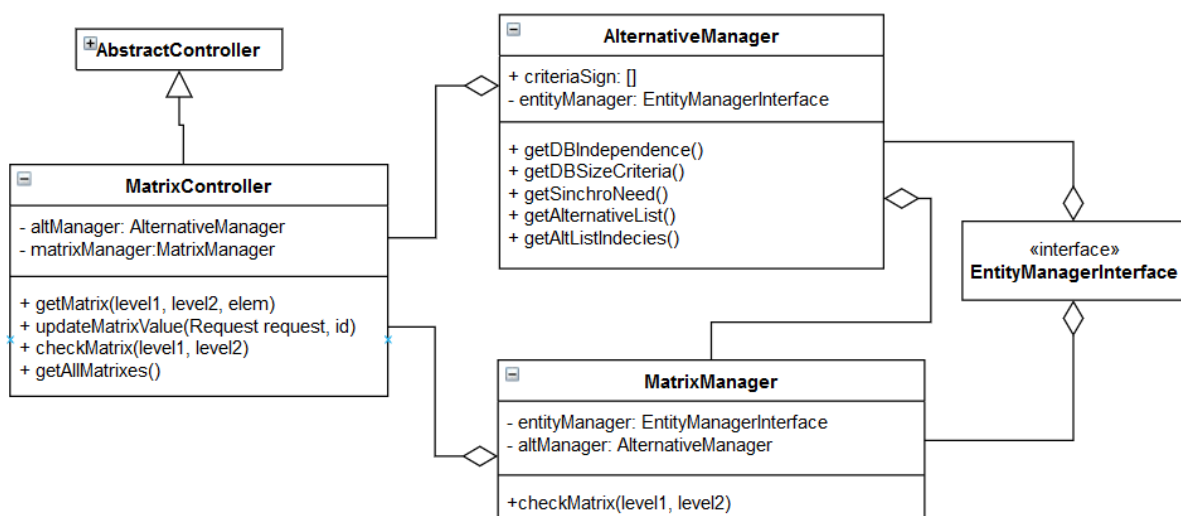 AbstractController
MatrixController
- altManager: AlternativeManager
- matrixManager:MatrixManager
+ getMatrix(level1, level2, elem)
+ updateMatrixValue(Request request, id)
+ checkMatrix(level1, level2)
+ getAllMatrixes()
AlternativeManager
+ criteriaSign: []
- entityManager: EntityManagerInterface
+ getDBIndependence()
+ getDBSizeCriteria()
+ getSinchroNeed()
+ getAlternativeList()
+ getAltListIndecies()
«interface»
EntityManagerInterface
MatrixManager
- entityManager: EntityManagerInterface
- altManager: AlternativeManager
+checkMatrix(level1, level2)